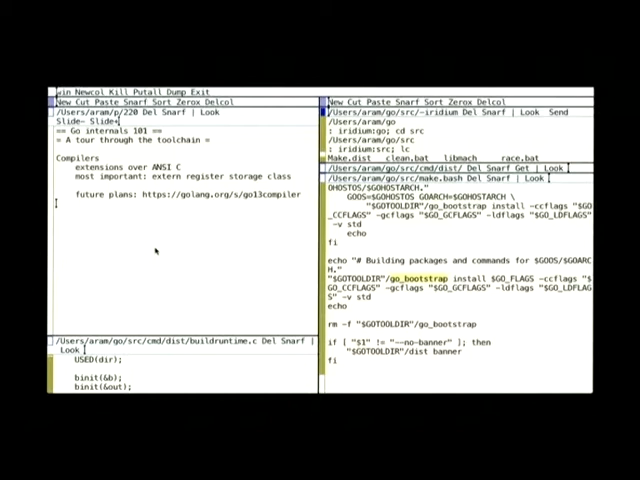 win Newcol Kill Putall Dump Exit
New Cut Paste Snarf Sort Zerox Delcol
/Users/aram/p/220 Del Snarf | Look
Slide- Slide+
== Go internals 101 ==
= A tour through the toolchain =
Compilers
extensions over ANSI C
most important: extern register storage class
future plans: https://golang.org/s/go13compiler
/Users/aram/go/src/cmd/dist/buildruntime.c Del Snarf |
Look
USED(dir);
binit(&b);
binit(&out);
New Cut Paste Snarf Sort Zerox Delcol
/Users/aram/go/src/-iridium Del Snarf | Look Send
/Users/aram/go
: iridium:go; cd src
/Users/aram/go/src
: iridium:src; lc
Make.dist clean.bat libmach race.bat
/Users/aram/go/src/cmd/dist/ Del Snarf Get | Look
/Users/aram/go/src/make.bash Del Snarf | Look
OHOSTOS/$GOHOSTARCH."
GOOS=$GOHOSTOS GOARCH=$GOHOSTARCH \
"$GOTOOLDIR"/go_bootstrap install -ccflags "$G
O_CCFLAGS" -gcflags "$GO_GCFLAGS" -ldflags "$GO_LDFLAGS"
-v std
echo
fi
echo "# Building packages and commands for $GOOS/$GOARC
H."
"$GOTOOLDIR"/go_bootstrap install $GO_FLAGS -ccflags "$
GO_CCFLAGS" -gcflags "$GO_GCFLAGS" -ldflags "$GO_LDFLAG
S" -v std
echo
rm -f "$GOTOOLDIR"/go_bootstrap
if [ "$1" != "--no-banner" ]; then
"$GOTOOLDIR"/dist banner
fi